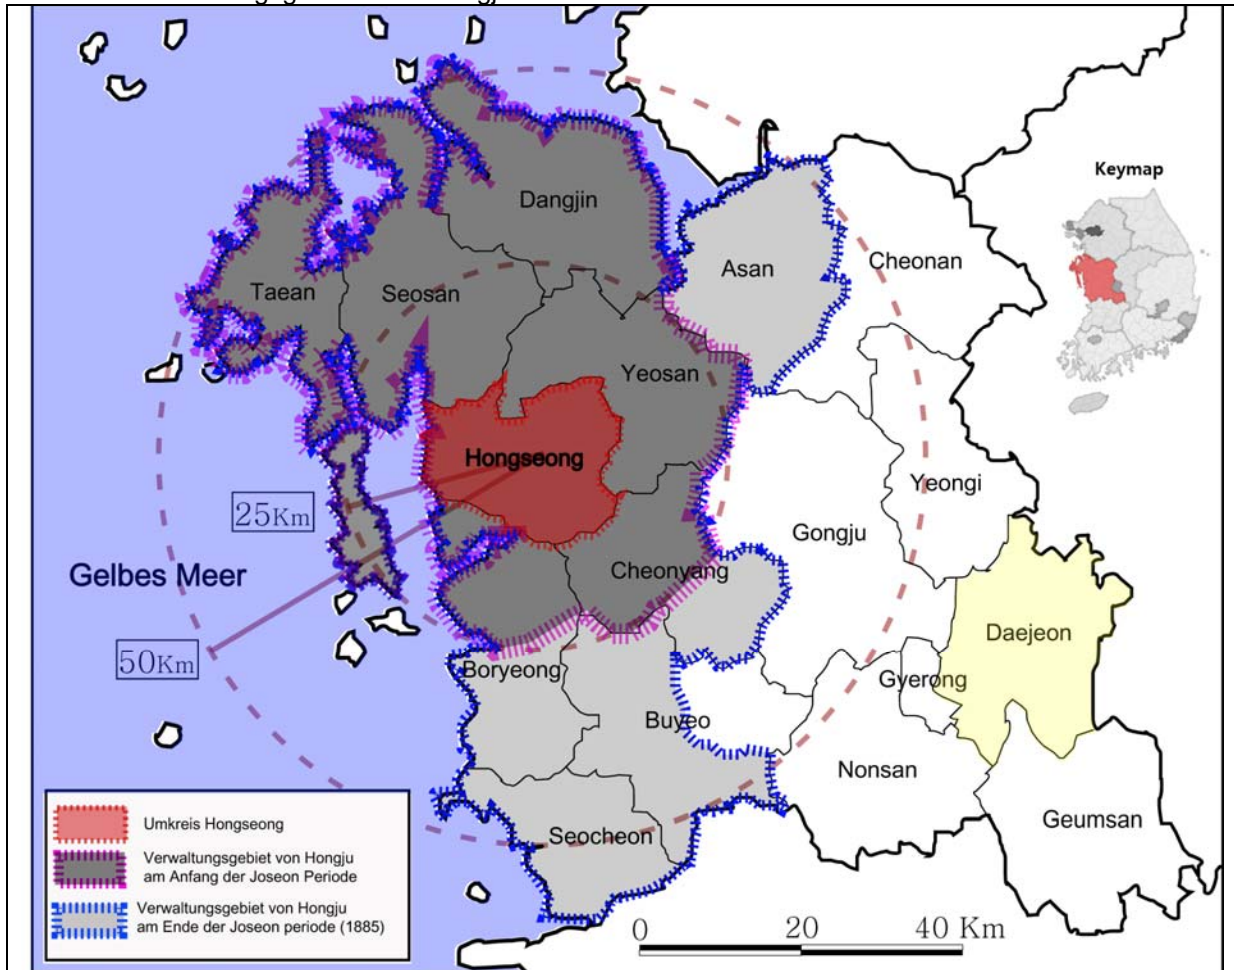 Keymap
Dangjin
Asan
Cheonan
Taean
Seosan
Yeosan
Hongseong
Yeongi
25Km
Gongju
Gelbes Meer
Cheonyang
Daejeon
50Km
Boryeong
Gyerong
Buyeo
Nonsan
Geumsan
Seocheon
Umkreis Hongseong
Verwaltungsgebiet von Hongju
am Anfang der Joseon Periode
Verwaltungsgebiet von Hongju
am Ende der Joseon periode (1885)
0 20 40 Km